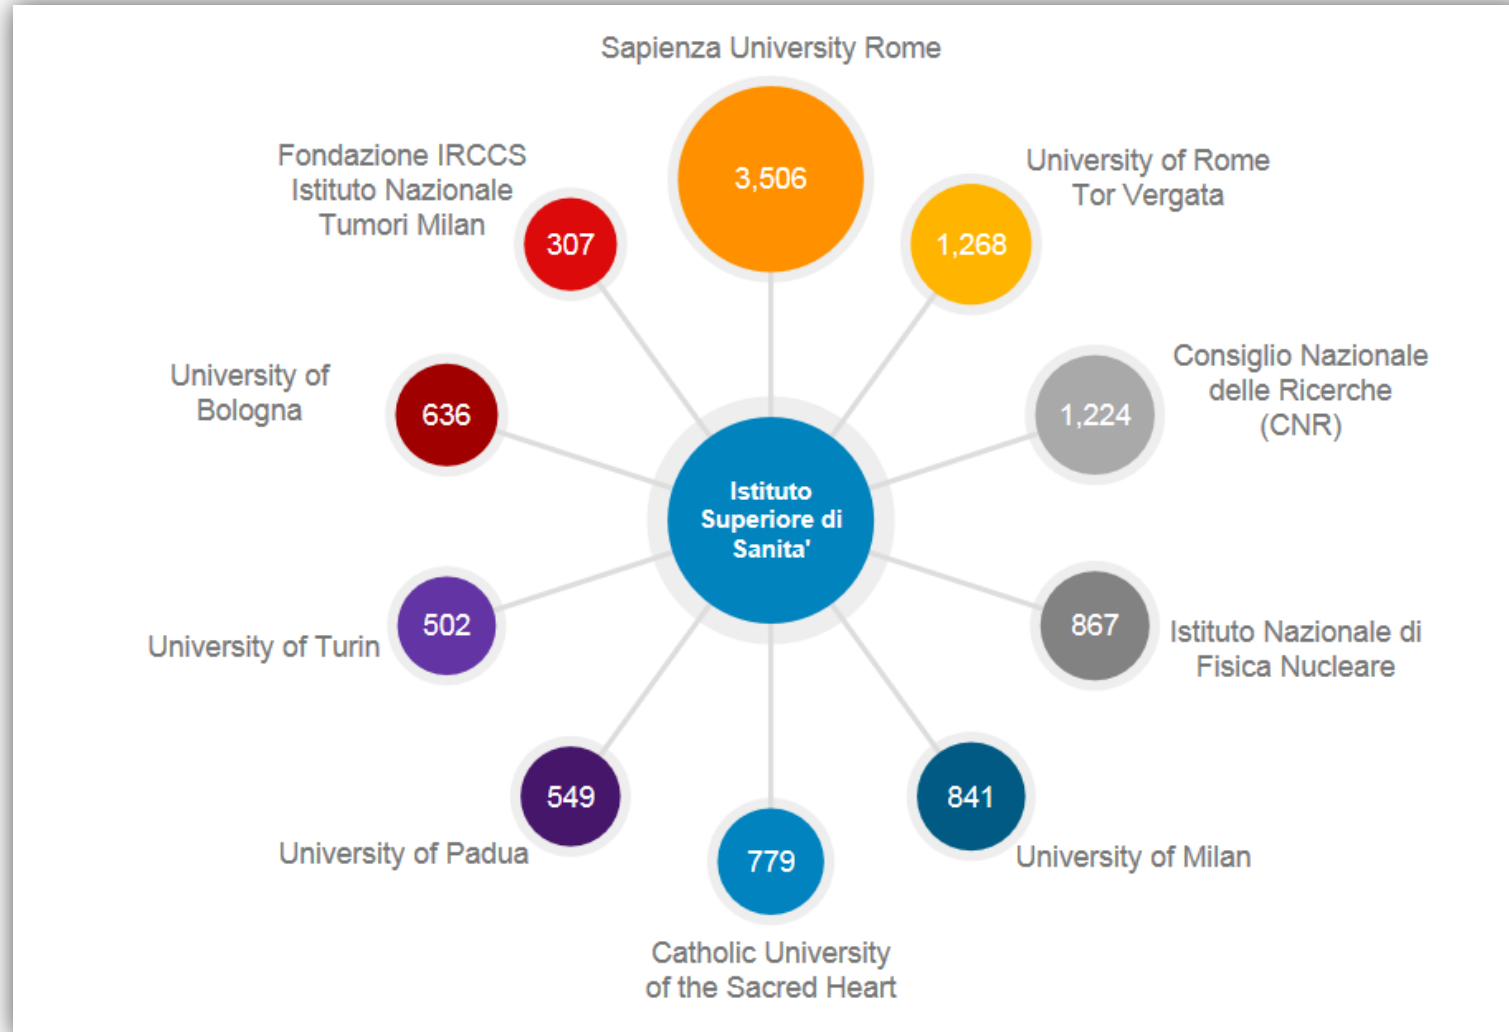 Sapienza University Rome
3,506
University of Rome
Tor Vergata
1,268
Consiglio Nazionale
delle Ricerche
(CNR)
1,224
Istituto Nazionale di
Fisica Nucleare
867
University of Milan
841
Catholic University
of the Sacred Heart
779
University of Padua
549
University of Turin
502
University of
Bologna
636
Fondazione IRCCS
Istituto Nazionale
Tumori Milan
307
Istituto
Superiore di
Sanita'